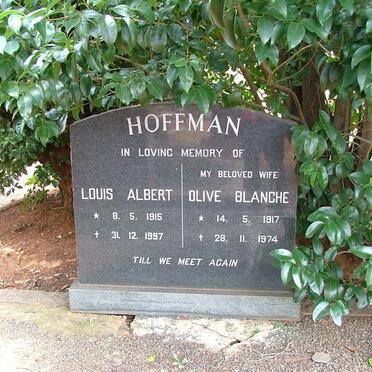 HOFFMAN
IN LOVING MEMORY OF
MY BELOVED WIFE
LOUIS ALBERT OLIVE BLANCHE
* 8. 5. 1915 * 14. 5. 1917
† 31. 12. 1997 † 28. 11. 1974
TILL WE MEET AGAIN